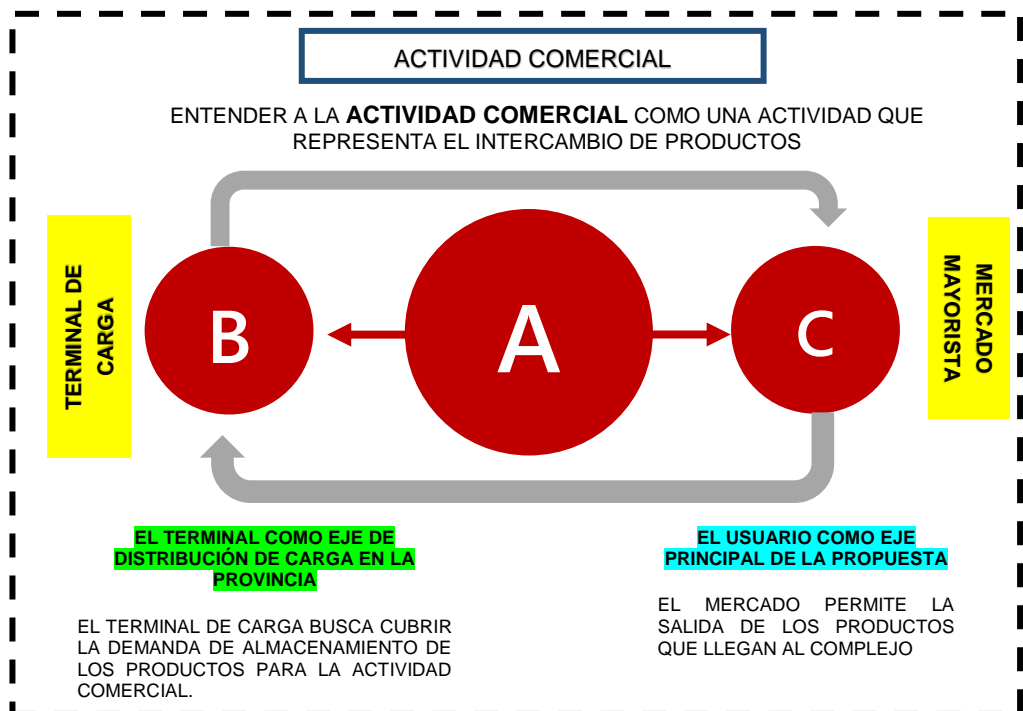 ACTIVIDAD COMERCIAL
ENTENDER A LA ACTIVIDAD COMERCIAL COMO UNA ACTIVIDAD QUE
REPRESENTA EL INTERCAMBIO DE PRODUCTOS
TERMINAL DE
CARGA
B
A
C
MERCADO
MAYORISTA
EL TERMINAL COMO EJE DE
DISTRIBUCIÓN DE CARGA EN LA
PROVINCIA
EL TERMINAL DE CARGA BUSCA CUBRIR
LA DEMANDA DE ALMACENAMIENTO DE
LOS PRODUCTOS PARA LA ACTIVIDAD
COMERCIAL.
EL USUARIO COMO EJE
PRINCIPAL DE LA PROPUESTA
EL MERCADO PERMITE LA
SALIDA DE LOS PRODUCTOS
QUE LLEGAN AL COMPLEJO